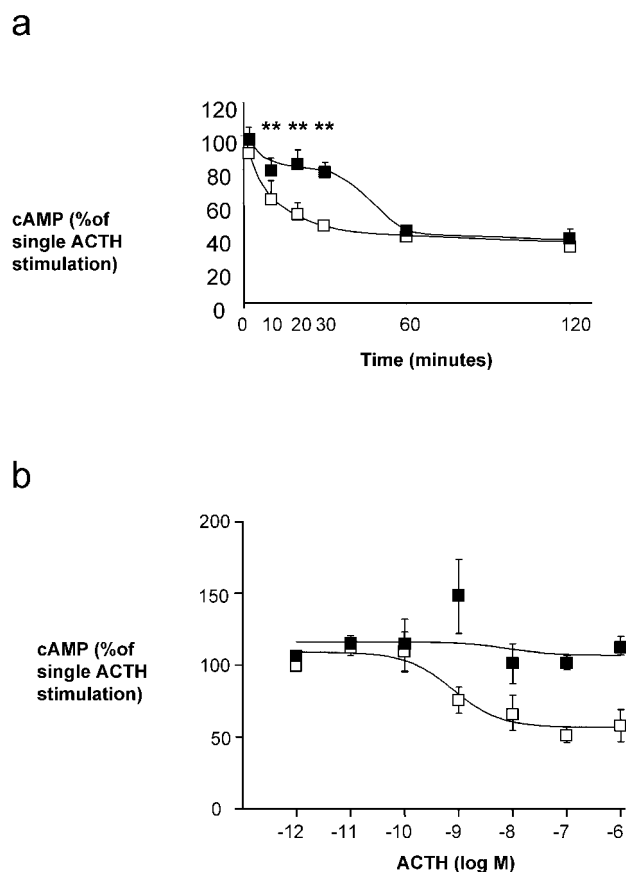 a
120
100
80
60
40
20
0
** ** **
cAMP (%of
single ACTH
stimulation)
0 10 20 30 60 120
Time (minutes)
b
200
150
100
50
0
cAMP (%of
single ACTH
stimulation)
-12 -11 -10 -9 -8 -7 -6
ACTH (log M)